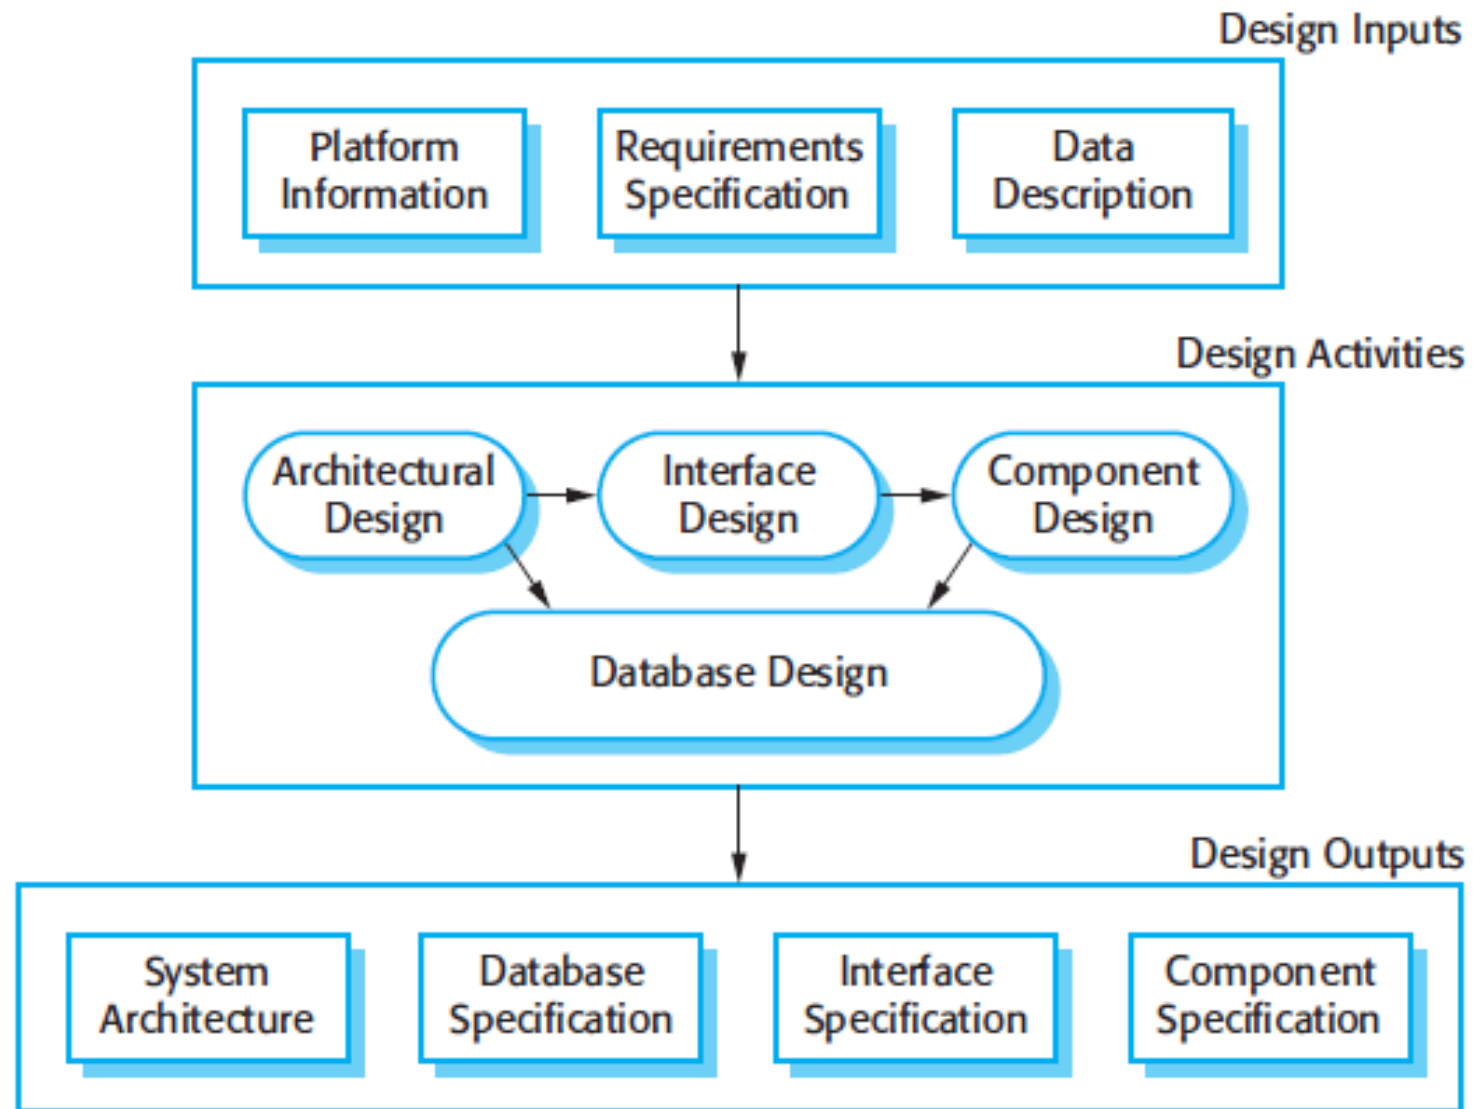 Design Inputs
Platform
Information
Requirements
Specification
Data
Description
Design Activities
Architectural
Design
Interface
Design
Component
Design
Database Design
Design Outputs
System
Architecture
Database
Specification
Interface
Specification
Component
Specification